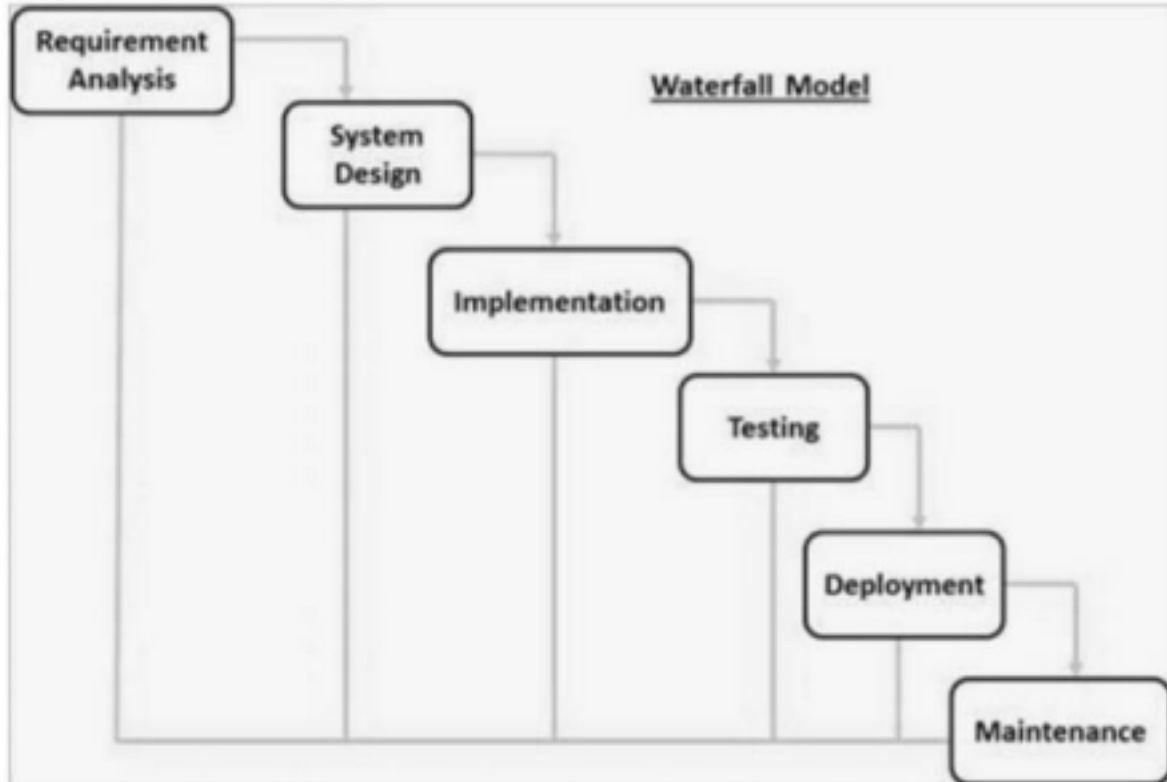 Requirement
Analysis
Waterfall Model
System
Design
Implementation
Testing
Deployment
Maintenance